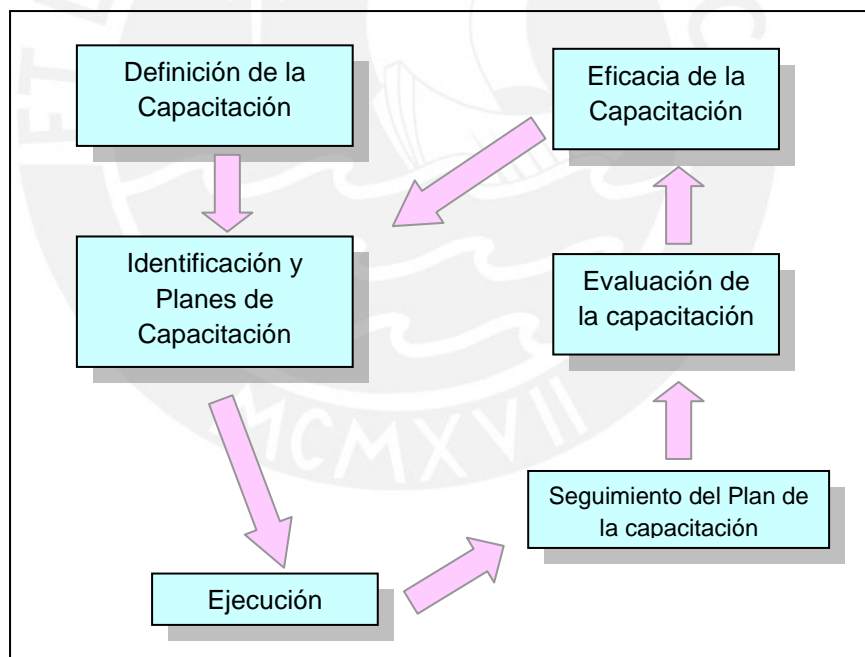 Definición de la
Capacitación
Eficacia de la
Capacitación
Identificación y
Planes de
Capacitación
Evaluación de
la capacitación
Seguimiento del Plan de
la capacitación
Ejecución
MCMXVII